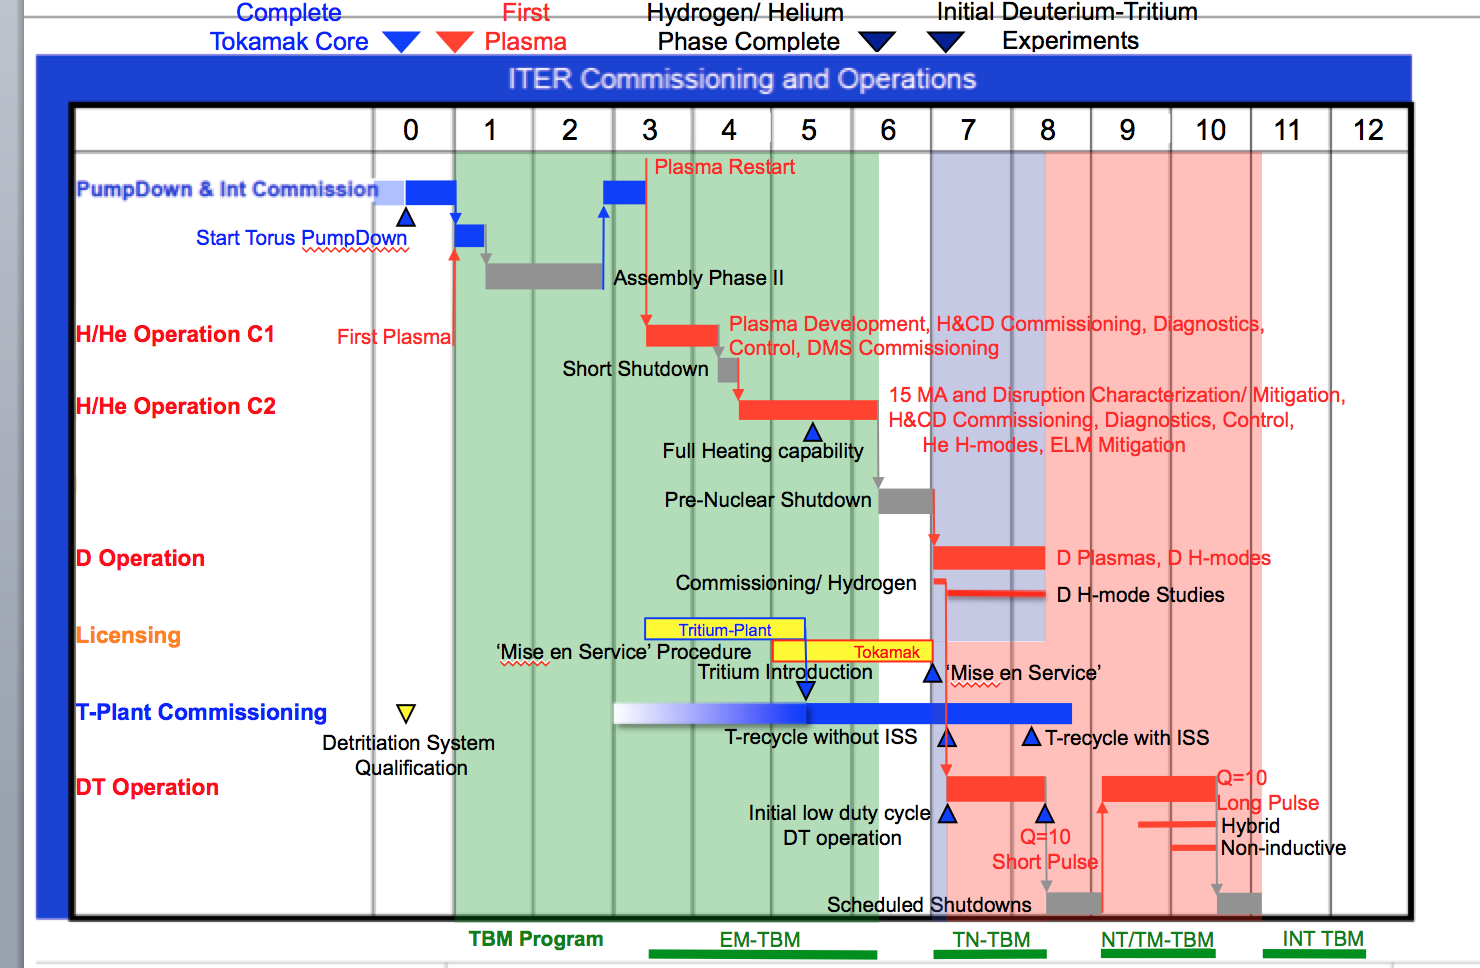 Complete
Tokamak Core
First
Plasma
Hydrogen/ Helium
Phase Complete
Initial Deuterium-Tritium
Experiments
ITER Commissioning and Operations
0 1 2 3 4 5 6 7 8 9 10 11 12
Plasma Restart
PumpDown & Int Commission
Start Torus PumpDown
Assembly Phase II
H/He Operation C1
First Plasma
Plasma Development, H&CD Commissioning, Diagnostics,
Control, DMS Commissioning
Short Shutdown
H/He Operation C2
15 MA and Disruption Characterization/ Mitigation,
H&CD Commissioning, Diagnostics, Control,
He H-modes, ELM Mitigation
Full Heating capability
Pre-Nuclear Shutdown
D Operation
D Plasmas, D H-modes
Commissioning/ Hydrogen
D H-mode Studies
Licensing
Tritium-Plant
‘Mise en Service’ Procedure
Tokamak
Tritium Introduction
‘Mise en Service’
T-Plant Commissioning
T-recycle without ISS
T-recycle with ISS
Detritiation System
Qualification
DT Operation
Q=10
Long Pulse
Initial low duty cycle
DT operation
Q=10
Short Pulse
Hybrid
Non-inductive
Scheduled Shutdowns
TBM Program
EM-TBM
TN-TBM
NT/TM-TBM
INT TBM